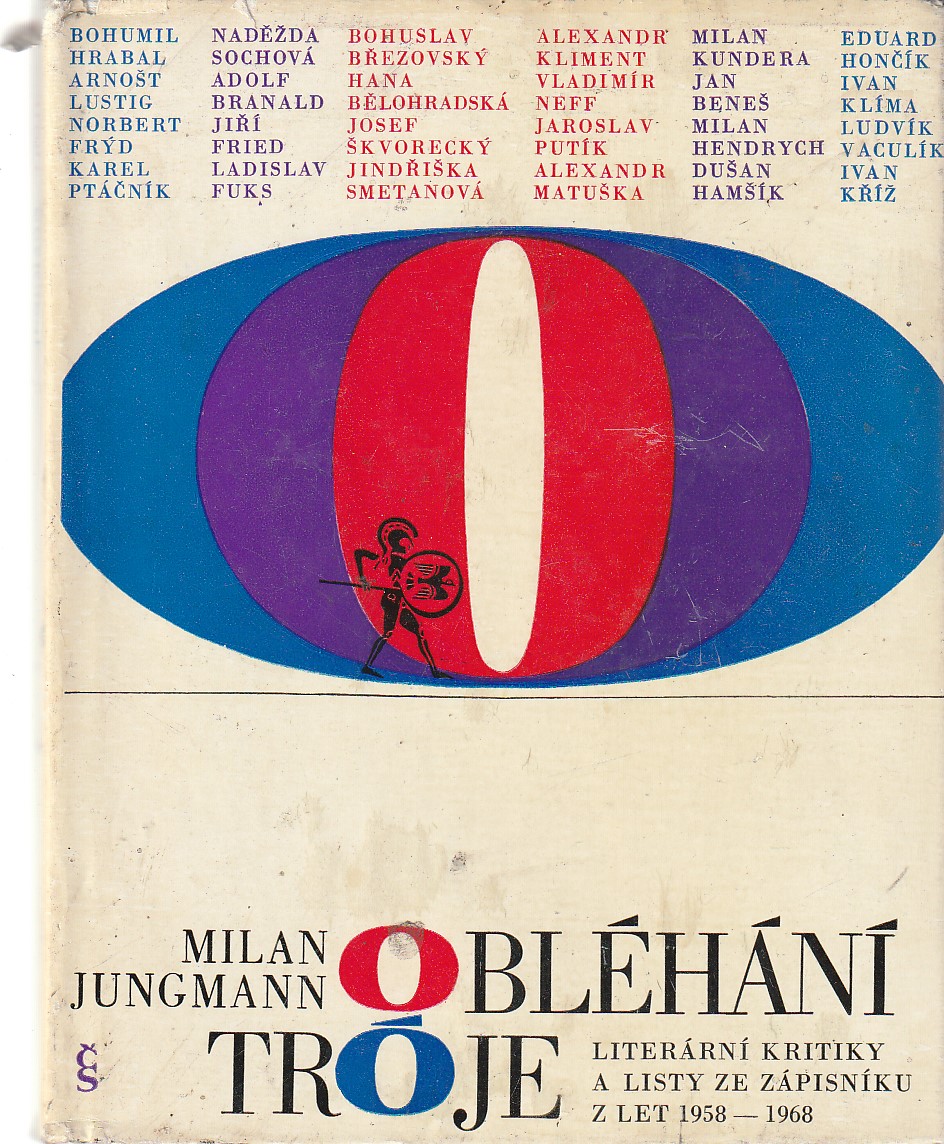 BOHUMIL
HRABAL
ARNOŠT
LUSTIG
NORBERT
FRÝD
KAREL
PTÁČNÍK
NADĚŽDA
SOCHOVÁ
ADOLF
BRANALD
JIŘÍ
FRIED
LADISLAV
FUKS
BOHUSLAV
BŘEZOVSKÝ
HANA
BĚLOHRADSKÁ
JOSEF
ŠKVORECKÝ
JINDŘIŠKA
SMETANOVÁ
ALEXANDR
KLIMENT
VLADIMÍR
NEFF
JAROSLAV
PUTÍK
ALEXANDR
MATUŠKA
MILAN
KUNDERA
JAN
BENEŠ
MILAN
HENDRYCH
DUŠAN
HAMŠÍK
EDUARD
HONČÍK
IVAN
KLÍMA
LUDVÍK
VACULÍK
IVAN
KŘÍŽ
MILAN
JUNGMANN
OBLÉHÁNÍ
TRÓJE
LITERÁRNÍ KRITIKY
A LISTY ZE ZÁPISNÍKU
Z LET 1958 — 1968
ČS